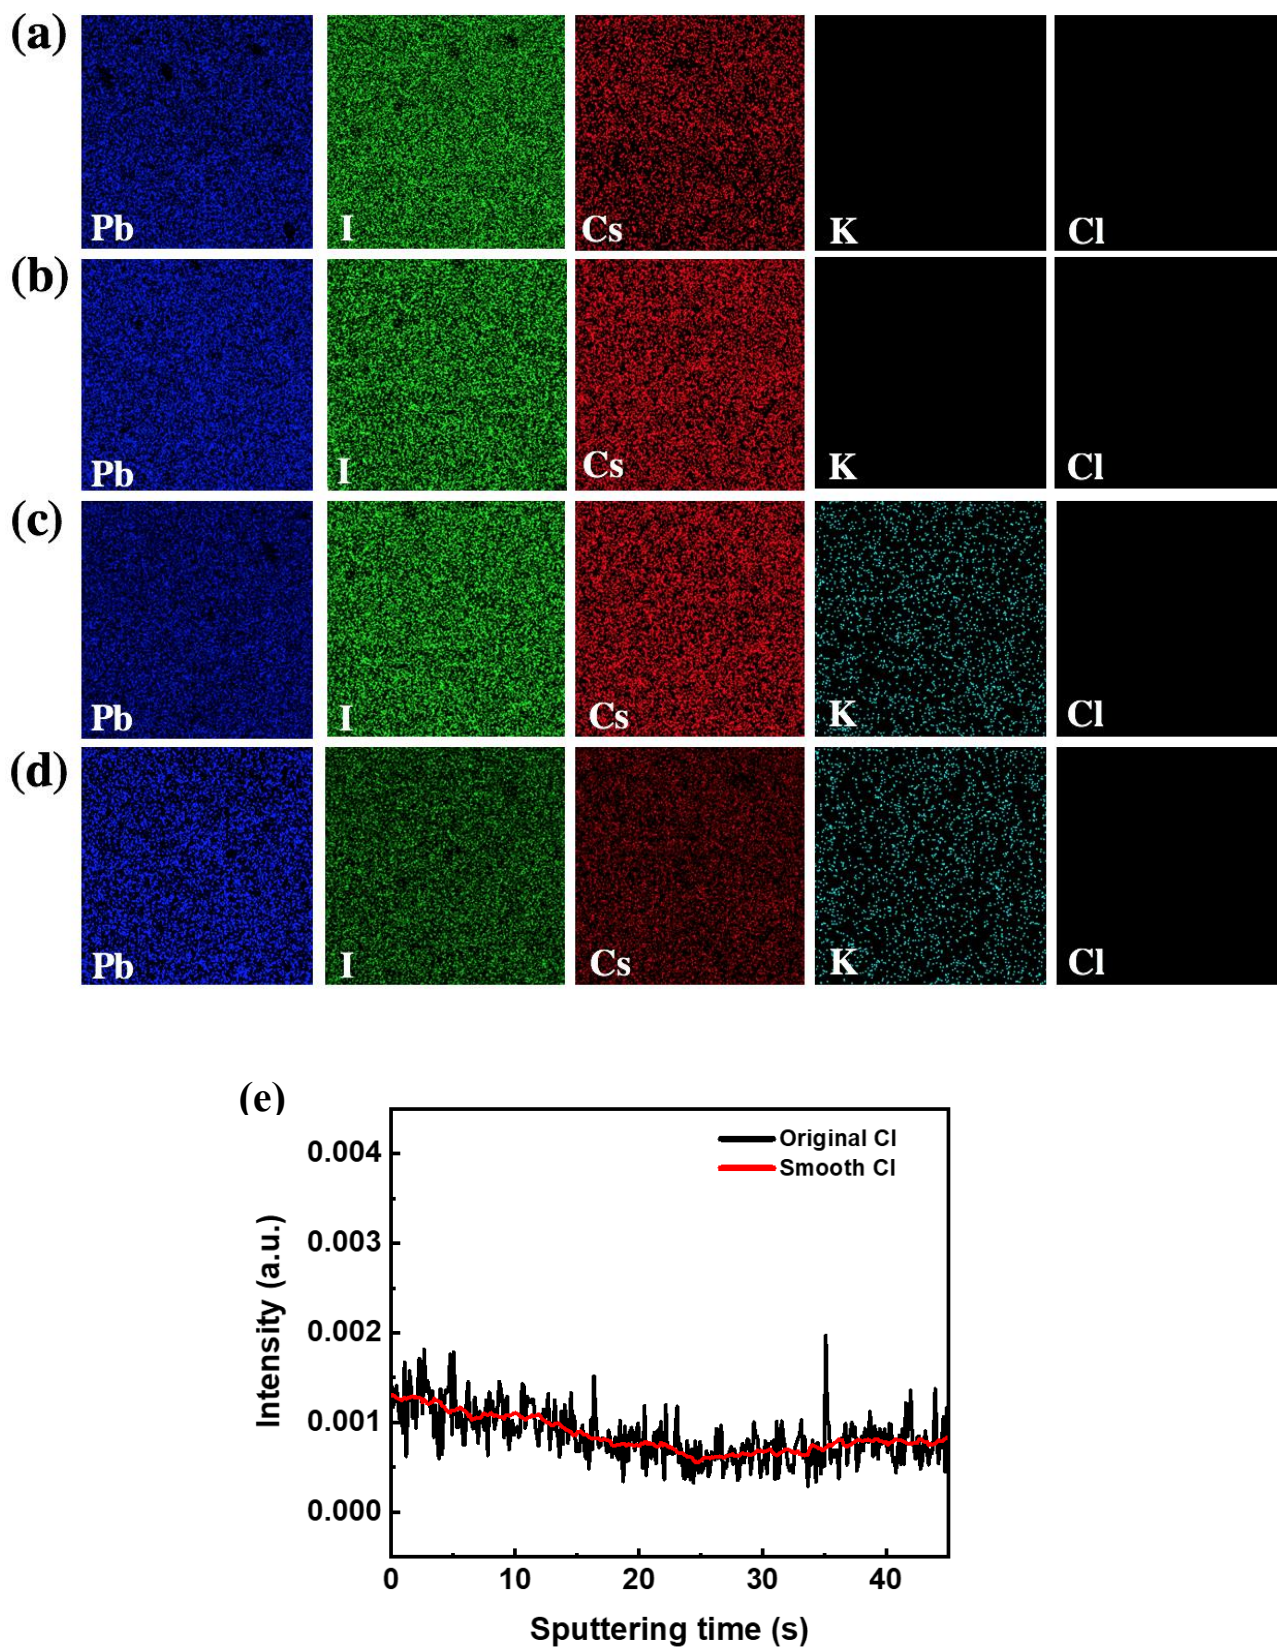 (a)
Pb I Cs K Cl
(b)
Pb I Cs K Cl
(c)
Pb I Cs K Cl
(d)
Pb I Cs K Cl
(e)
Original Cl
Smooth Cl
0.004
0.003
0.002
0.001
0.000
Intensity (a.u.)
0 10 20 30 40
Sputtering time (s)